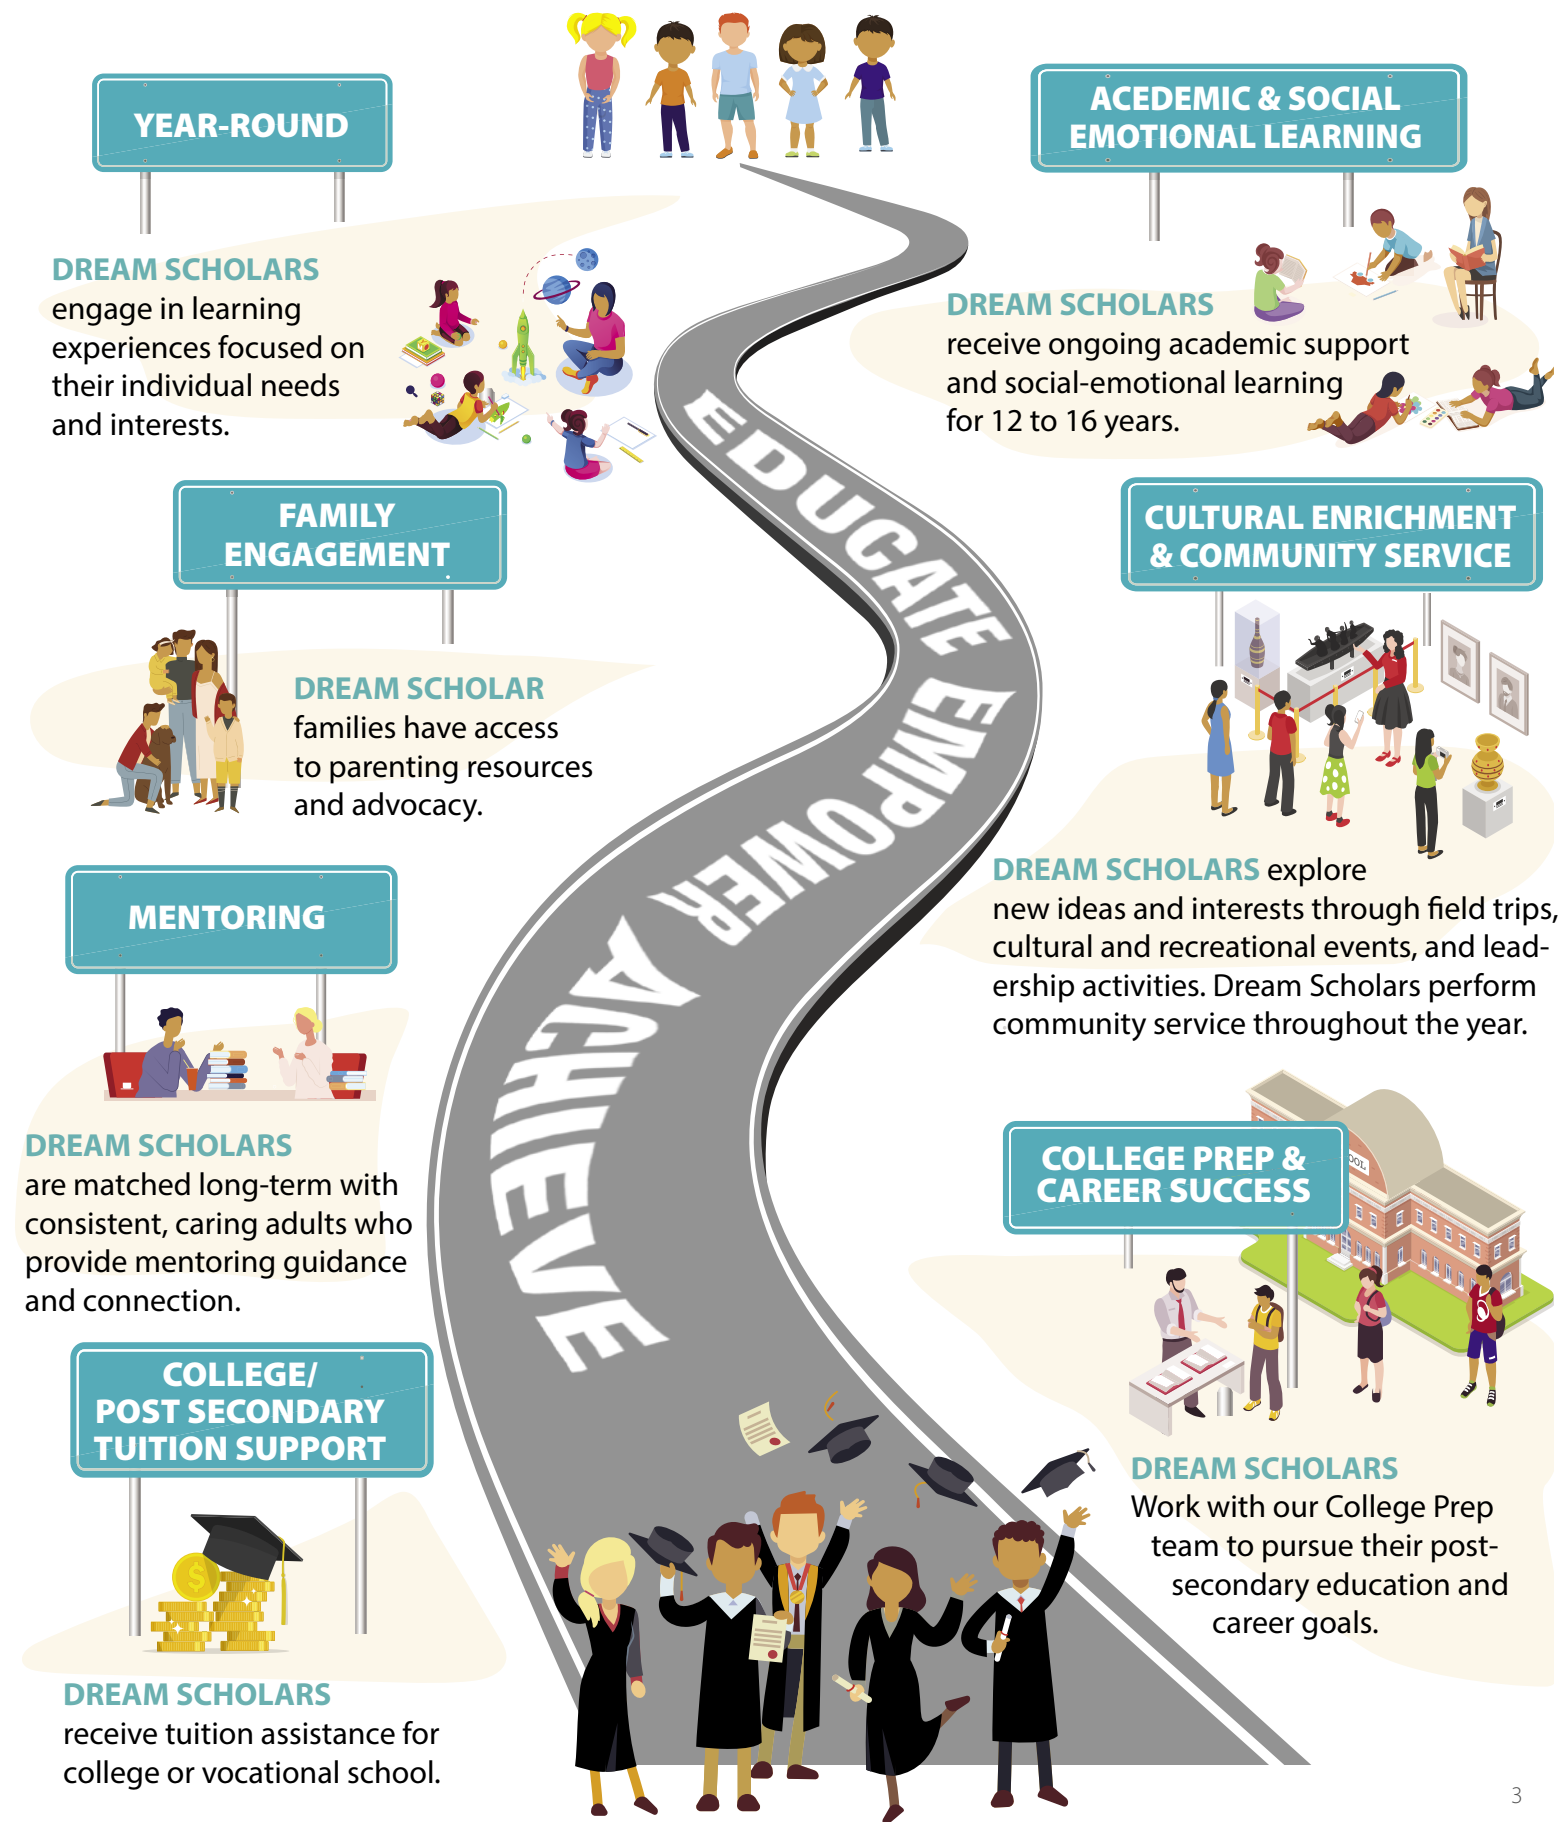 YEAR-ROUND
DREAM SCHOLARS
engage in learning
experiences focused on
their individual needs
and interests.
ACEDEMIC & SOCIAL
EMOTIONAL LEARNING
DREAM SCHOLARS
receive ongoing academic support
and social-emotional learning
for 12 to 16 years.
FAMILY
ENGAGEMENT
DREAM SCHOLAR
families have access
to parenting resources
and advocacy.
CULTURAL ENRICHMENT
& COMMUNITY SERVICE
DREAM SCHOLARS explore
new ideas and interests through field trips,
cultural and recreational events, and lead-
ership activities. Dream Scholars perform
community service throughout the year.
EDUCATE
EMPOWER
ACHIEVE
MENTORING
DREAM SCHOLARS
are matched long-term with
consistent, caring adults who
provide mentoring guidance
and connection.
COLLEGE PREP &
CAREER SUCCESS
OOL
DREAM SCHOLARS
Work with our College Prep
team to pursue their post-
secondary education and
career goals.
COLLEGE/
POST SECONDARY
TUITION SUPPORT
$
DREAM SCHOLARS
receive tuition assistance for
college or vocational school.
3